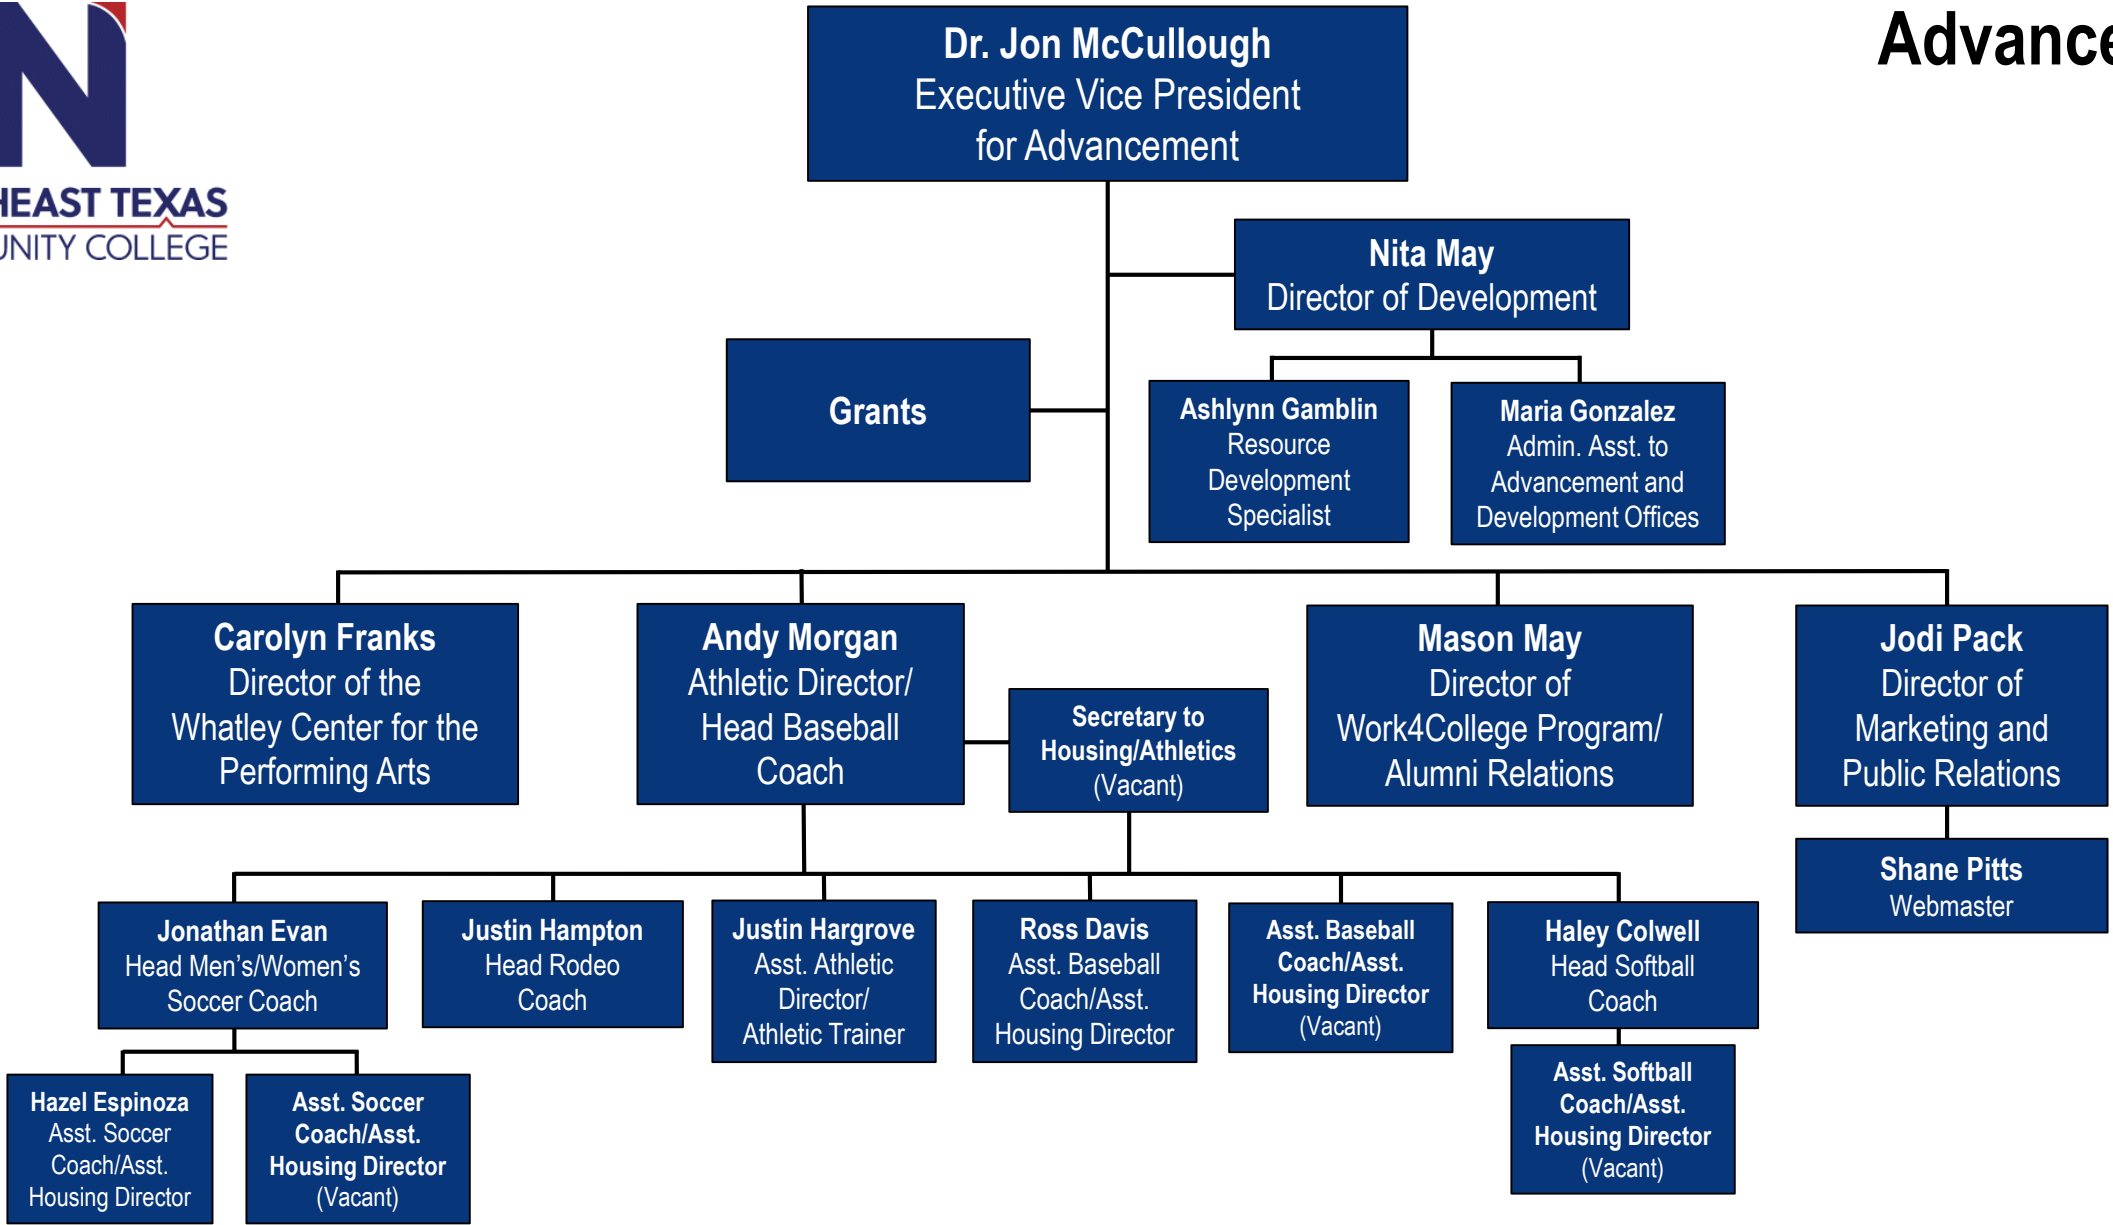 Advance
N
HEAST TEXAS
UNITY COLLEGE
Dr. Jon McCullough
Executive Vice President
for Advancement
Nita May
Director of Development
Grants
Ashlynn Gamblin
Resource
Development
Specialist
Maria Gonzalez
Admin. Asst. to
Advancement and
Development Offices
Carolyn Franks
Director of the
Whatley Center for the
Performing Arts
Andy Morgan
Athletic Director/
Head Baseball
Coach
Secretary to
Housing/Athletics
(Vacant)
Mason May
Director of
Work4College Program/
Alumni Relations
Jodi Pack
Director of
Marketing and
Public Relations
Shane Pitts
Webmaster
Jonathan Evan
Head Men’s/Women’s
Soccer Coach
Justin Hampton
Head Rodeo
Coach
Justin Hargrove
Asst. Athletic
Director/
Athletic Trainer
Ross Davis
Asst. Baseball
Coach/Asst.
Housing Director
Asst. Baseball
Coach/Asst.
Housing Director
(Vacant)
Haley Colwell
Head Softball
Coach
Hazel Espinoza
Asst. Soccer
Coach/Asst.
Housing Director
Asst. Soccer
Coach/Asst.
Housing Director
(Vacant)
Asst. Softball
Coach/Asst.
Housing Director
(Vacant)